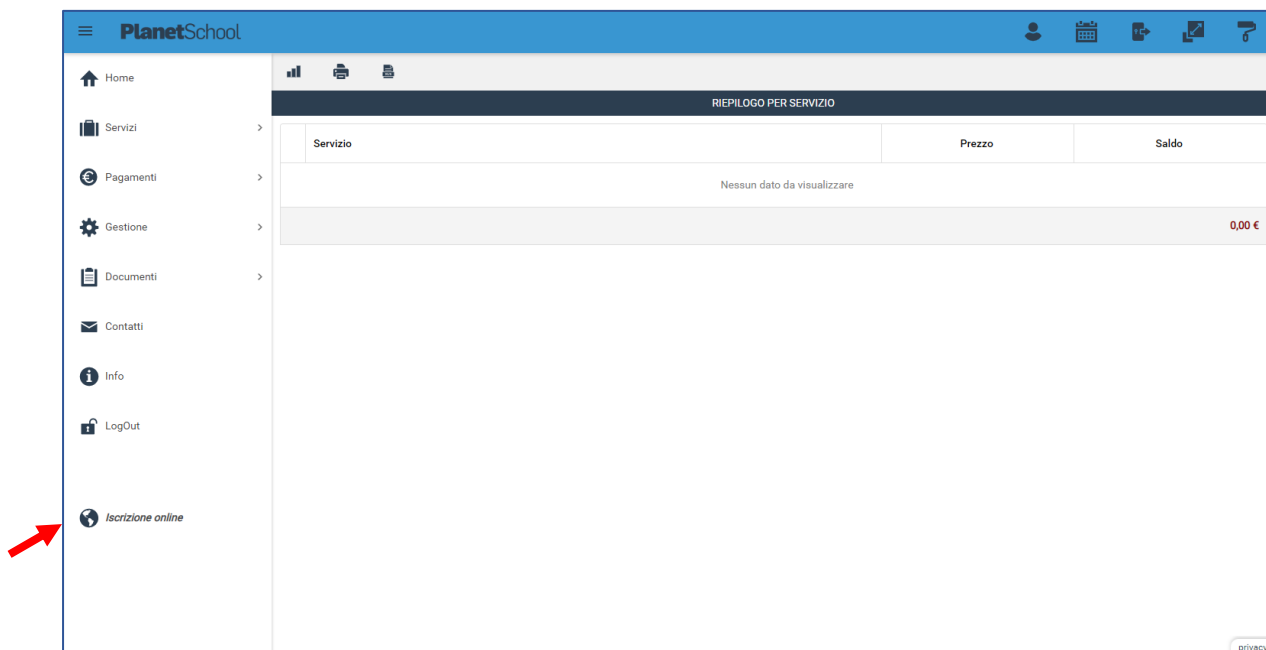 PlanetSchool
Home
RIEPILOGO PER SERVIZIO
Servizi
Servizio Prezzo Saldo
Pagamenti
Nessun dato da visualizzare
Gestione
0,00 €
Documenti
Contatti
Info
LogOut
Iscrizione online
privacy